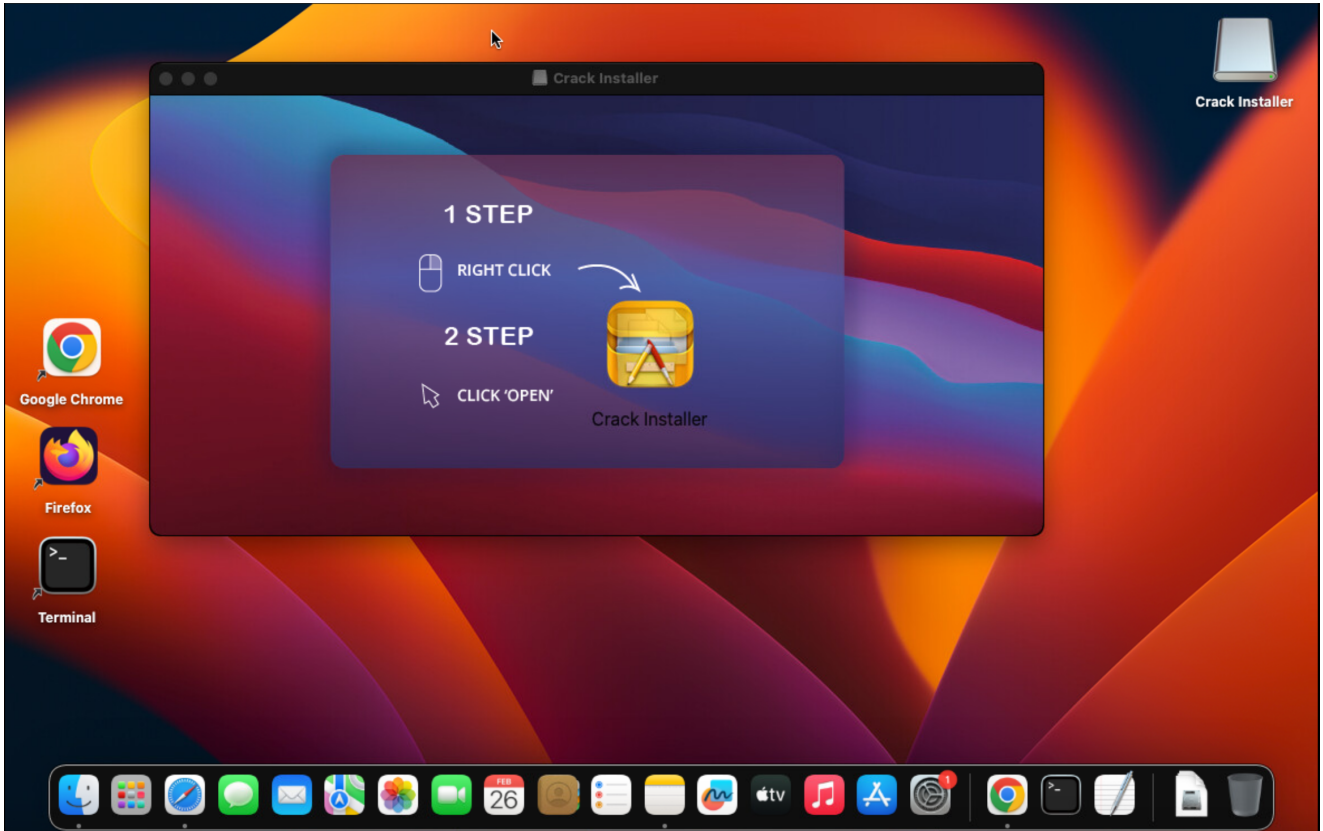 Crack Installer
Crack Installer
1 STEP
RIGHT CLICK
2 STEP
CLICK 'OPEN'
Crack Installer
Google Chrome
Firefox
>_
Terminal
FEB
26
tv
1
>_